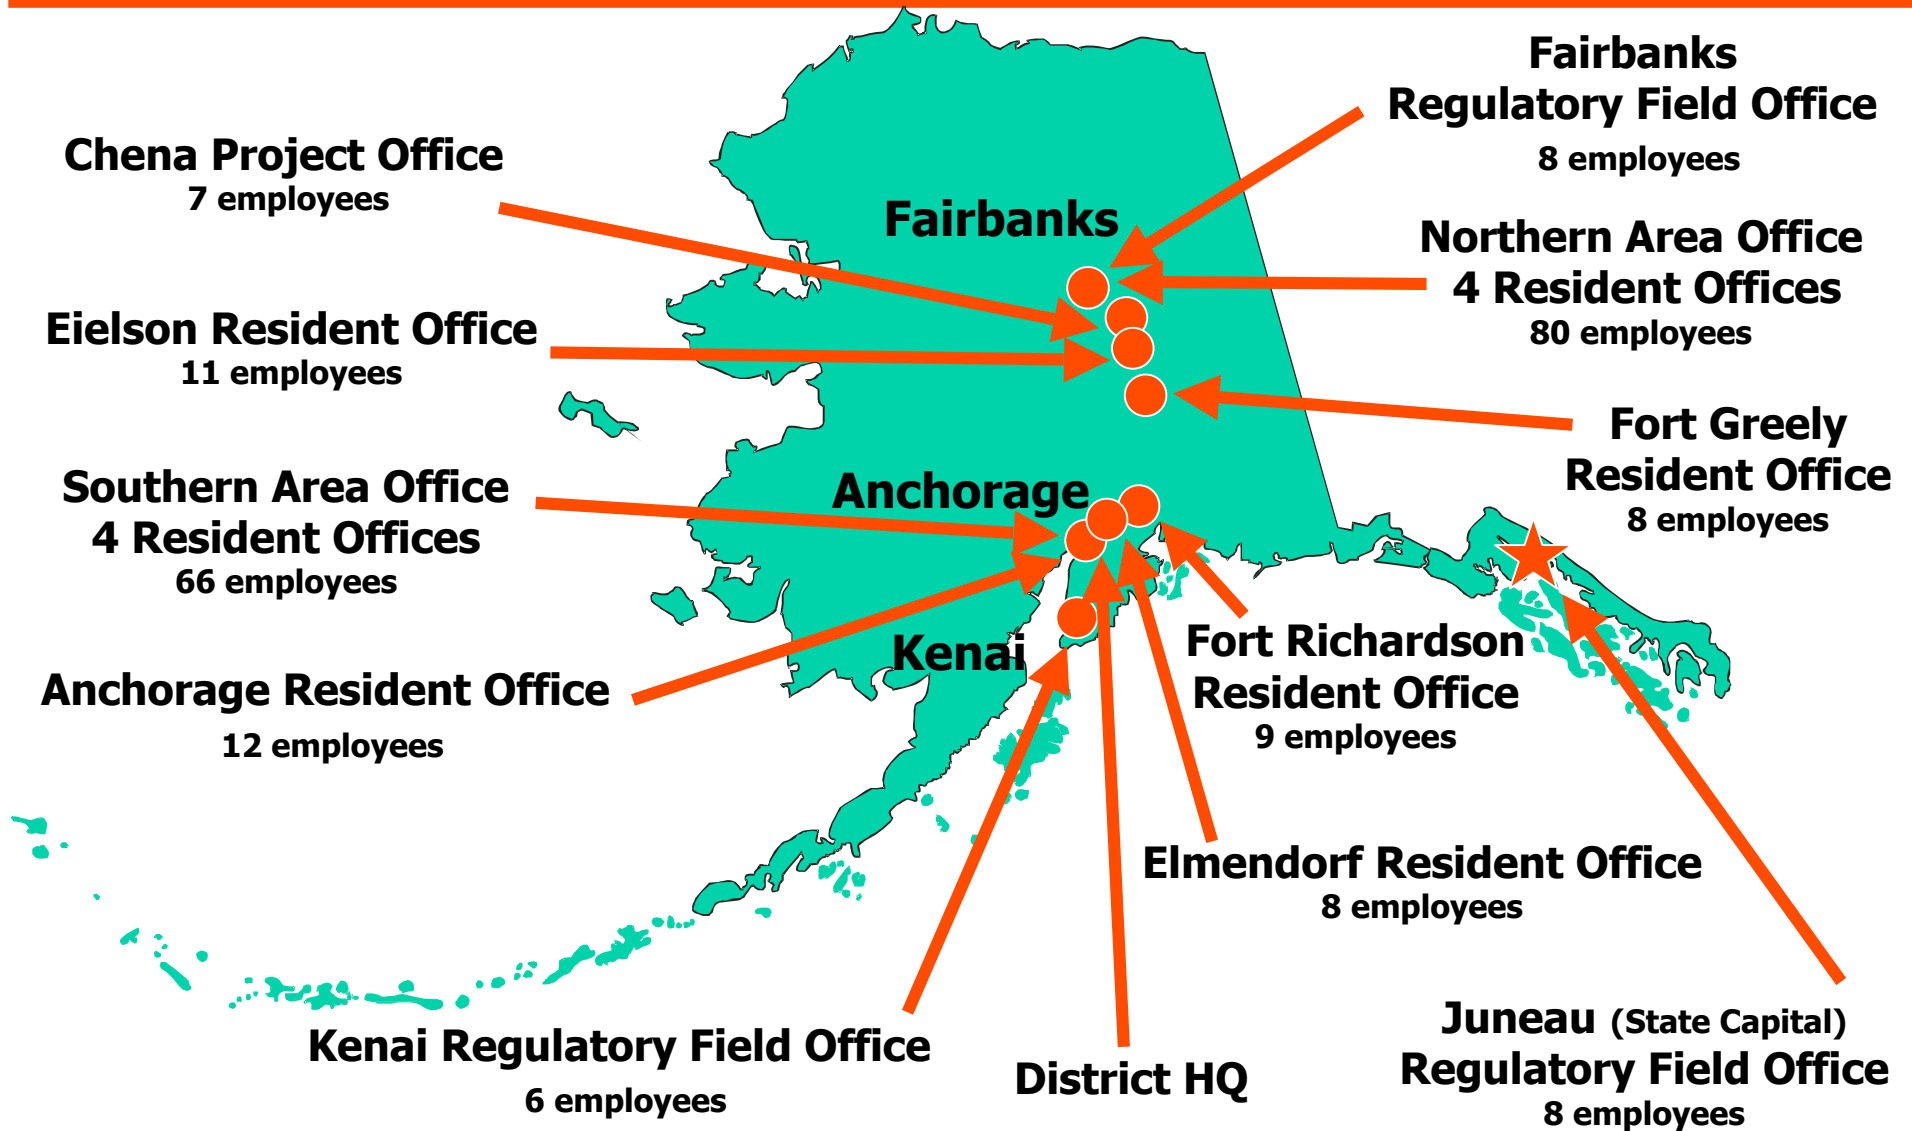 Fairbanks
Regulatory Field Office
8 employees
Chena Project Office
7 employees
Fairbanks
Northern Area Office
4 Resident Offices
80 employees
Eielson Resident Office
11 employees
Fort Greely
Resident Office
8 employees
Southern Area Office
4 Resident Offices
66 employees
Anchorage
Kenai
Fort Richardson
Resident Office
9 employees
Anchorage Resident Office
12 employees
Elmendorf Resident Office
8 employees
Kenai Regulatory Field Office
6 employees
District HQ
Juneau (State Capital)
Regulatory Field Office
8 employees